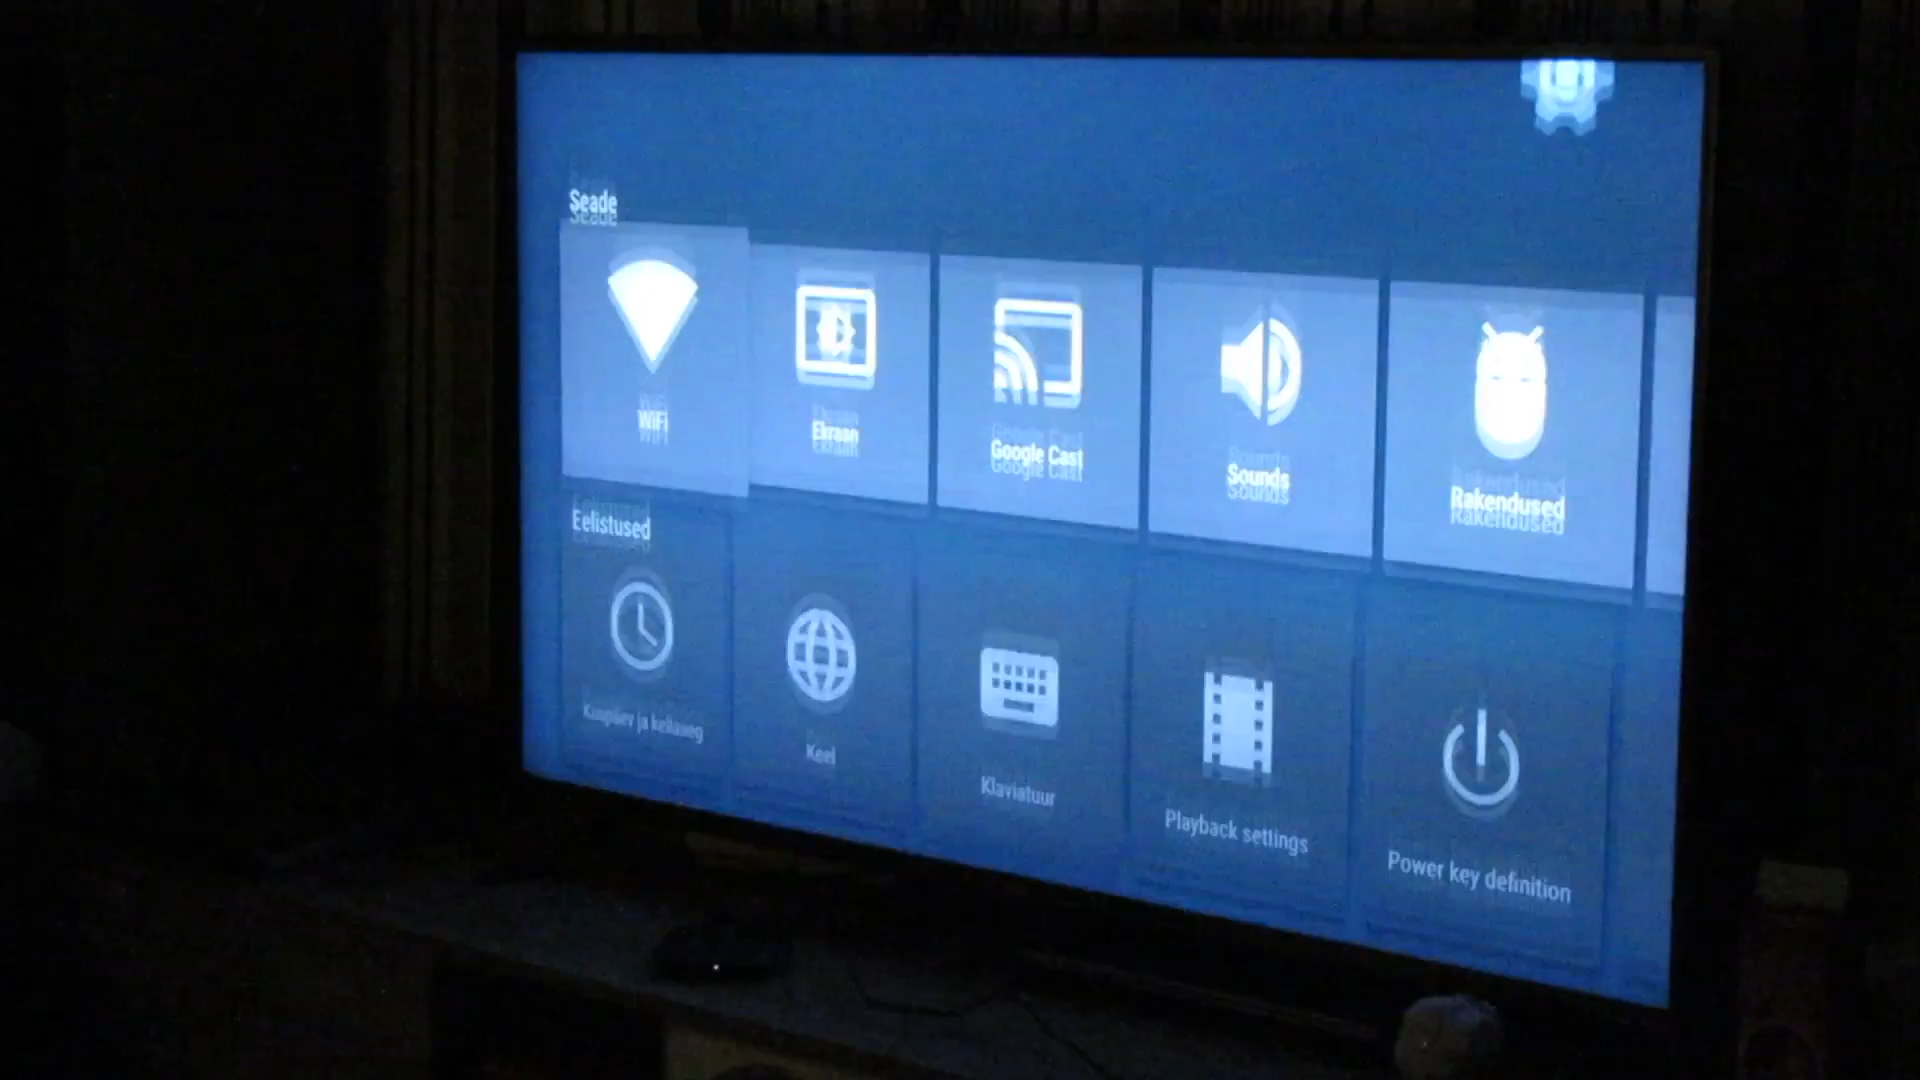 Seade
WiFi
Ekraan
Google Cast
Sounds
Rakendused
Eelistused
Kuupäev ja kellaaeg
Keel
Klaviatuur
Playback settings
Power key definition